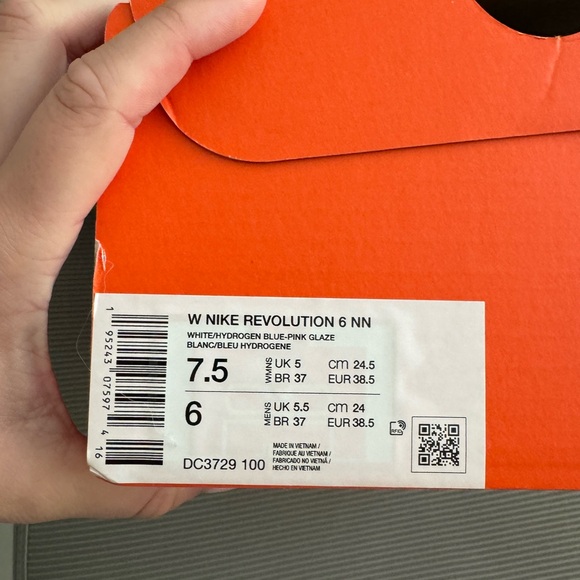 W NIKE REVOLUTION 6 NN
WHITE/HYDROGEN BLUE-PINK GLAZE
BLANC/BLEU HYDROGENE
7.5 WMNS UK 5 CM 24.5
BR 37 EUR 38.5
6 MENS UK 5.5 CM 24
BR 37 EUR 38.5
MADE IN VIETNAM /
FABRIQUE AU VIETNAM /
FABRICADO NO VIETNÃ /
HECHO EN VIETNAM
DC3729 100
RFID
1 95243 07597 4 16